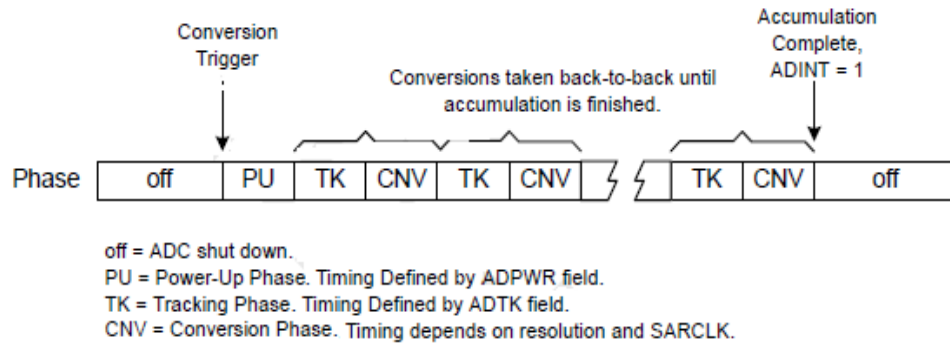 Conversion
Trigger
Accumulation
Complete,
ADINT = 1
Conversions taken back-to-back until
accumulation is finished.
Phase off PU TK CNV TK CNV TK CNV off
off = ADC shut down.
PU = Power-Up Phase. Timing Defined by ADPWR field.
TK = Tracking Phase. Timing Defined by ADTK field.
CNV = Conversion Phase. Timing depends on resolution and SARCLK.